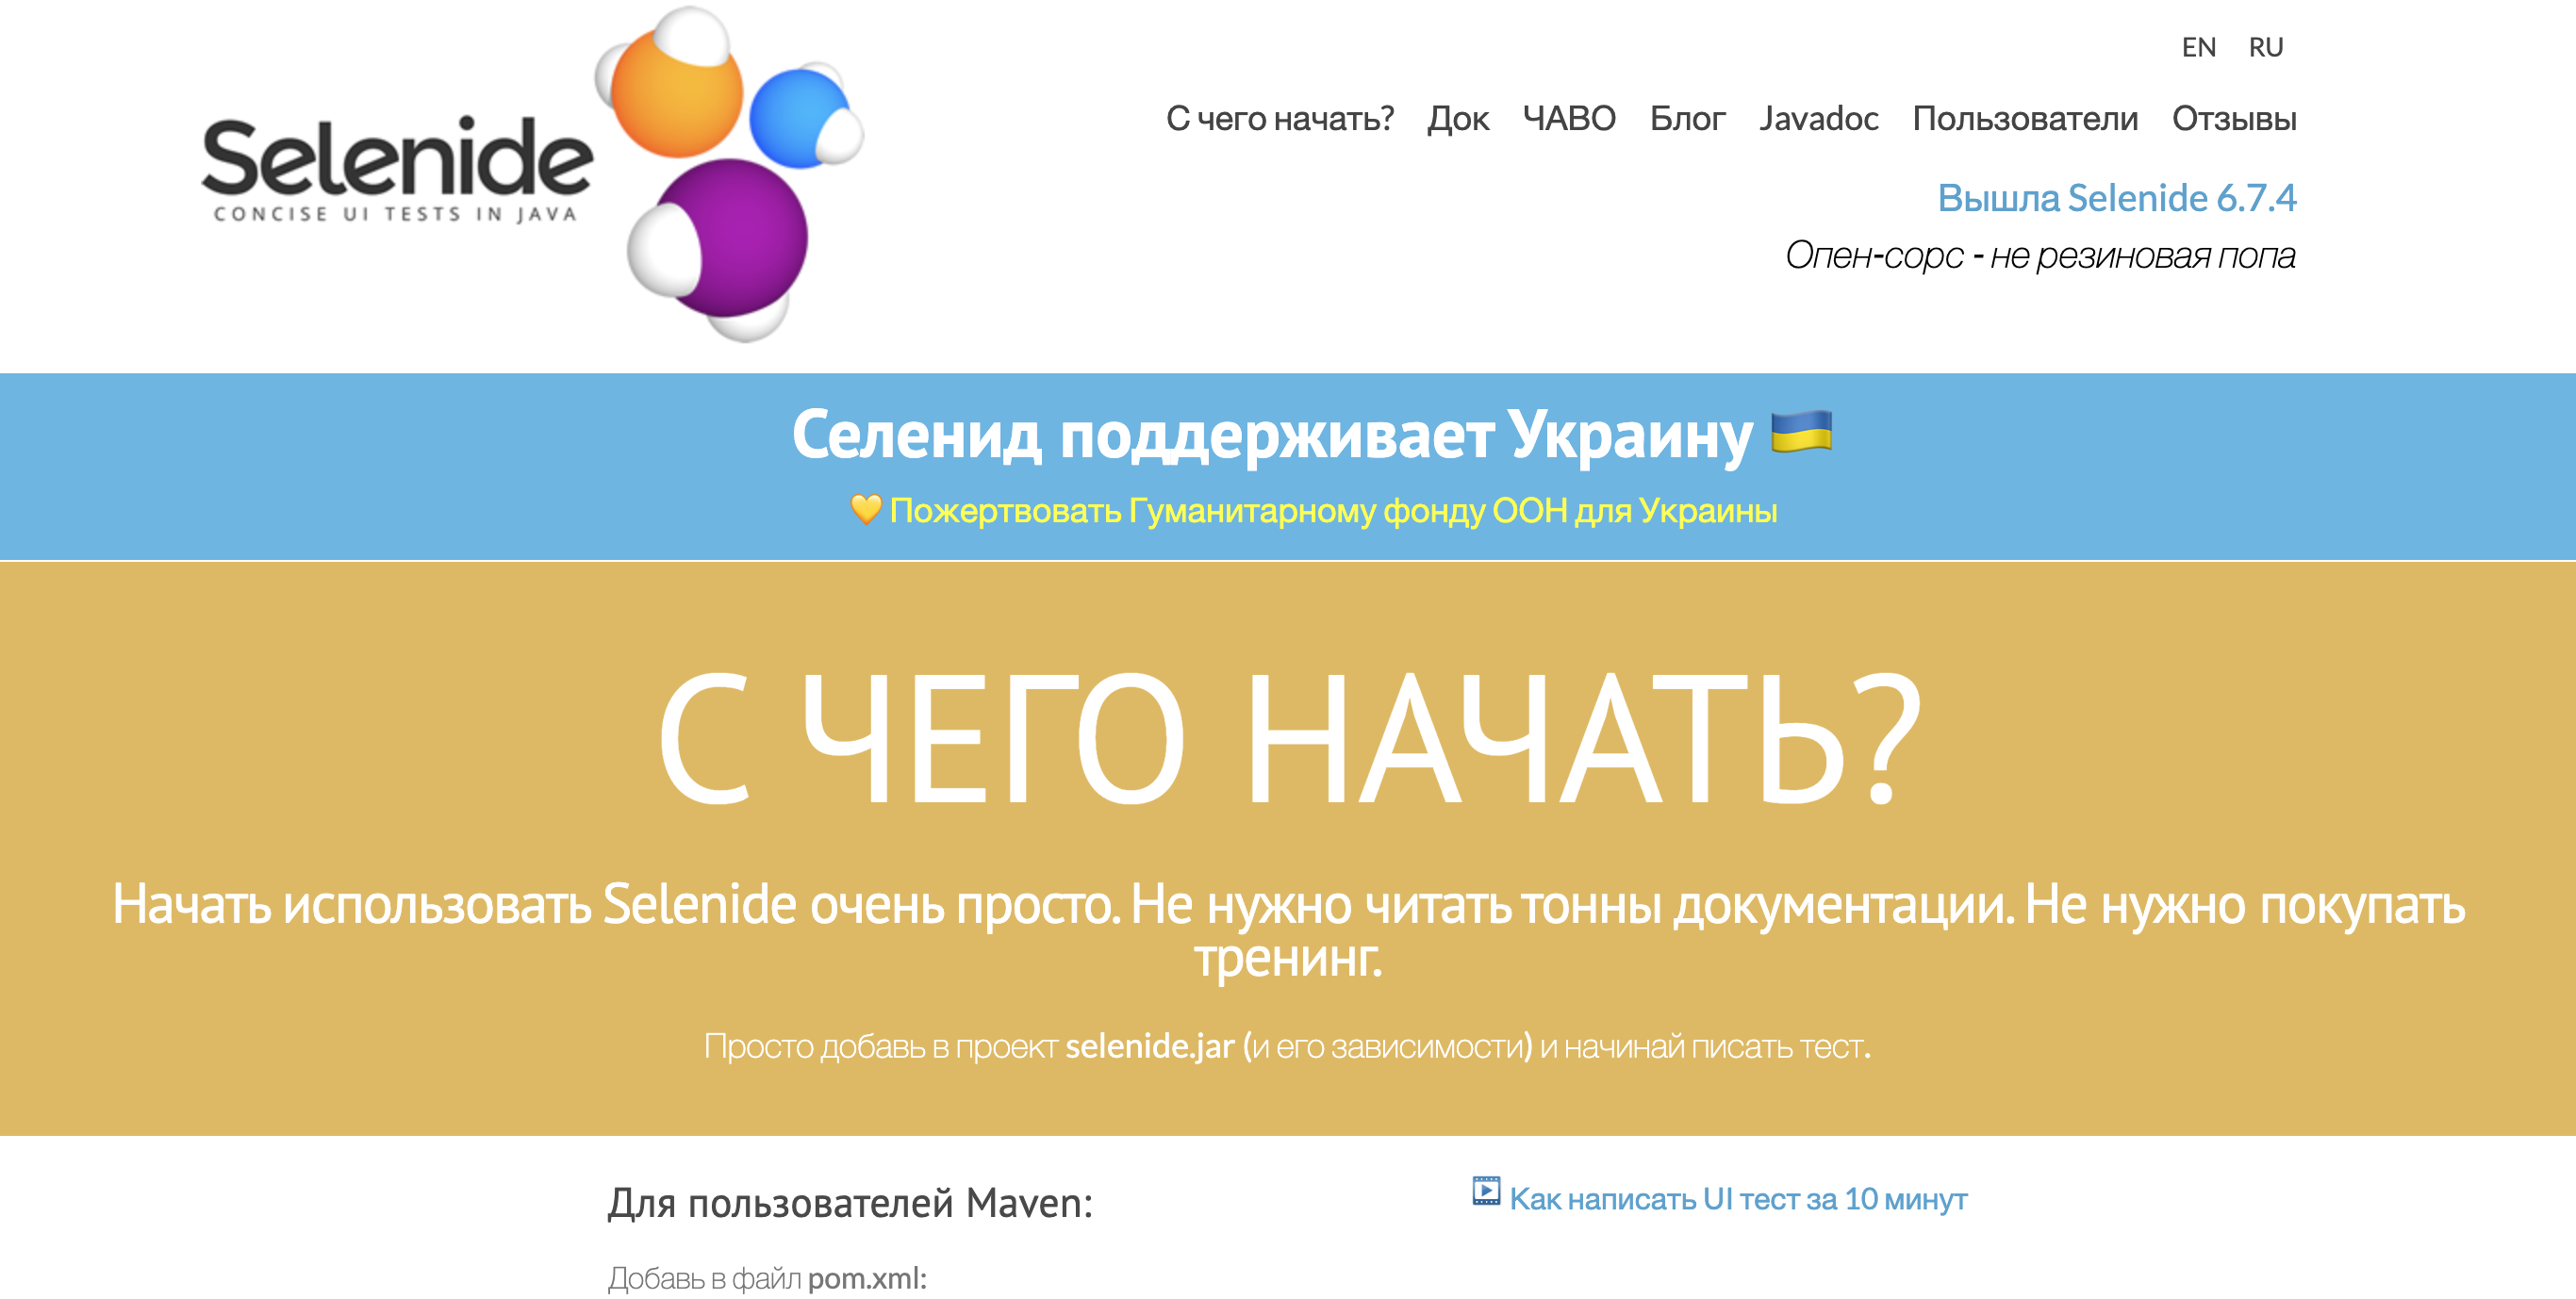 EN RU
Selenide
CONCISE UI TESTS IN JAVA
С чего начать? Док ЧАВО Блог Javadoc Пользователи Отзывы
Вышла Selenide 6.7.4
Опен-сорс - не резиновая попа
Селенид поддерживает Украину 🇺🇦
💛 Пожертвовать Гуманитарному фонду ООН для Украины
С ЧЕГО НАЧАТЬ?
Начать использовать Selenide очень просто. Не нужно читать тонны документации. Не нужно покупать
тренинг.
Просто добавь в проект selenide.jar (и его зависимости) и начинай писать тест.
Для пользователей Maven:
Добавь в файл pom.xml:
Как написать UI тест за 10 минут